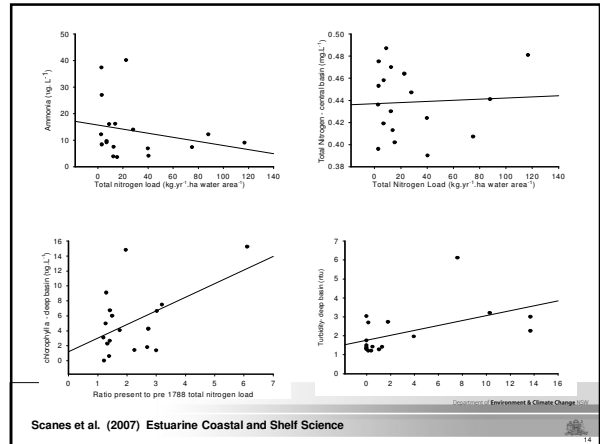 50
40
30
20
10
0
Ammonia (ug. L⁻¹)
0 20 40 60 80 100 120 140
Total nitrogen load (kg.yr⁻¹.ha water area⁻¹)
0.50
0.48
0.46
0.44
0.42
0.40
0.38
Total Nitrogen - central basin (mg.L⁻¹)
0 20 40 60 80 100 120 140
Total Nitrogen Load (kg.yr⁻¹.ha water area⁻¹)
16
14
12
10
8
6
4
2
0
chlorophyll a - deep basin (ug.L⁻¹)
0 1 2 3 4 5 6 7
Ratio present to pre 1788 total nitrogen load
7
6
5
4
3
2
1
0
Turbidity- deep basin (ntu)
0 2 4 6 8 10 12 14 16
Department of Environment & Climate Change NSW
Scanes et al. (2007) Estuarine Coastal and Shelf Science
14